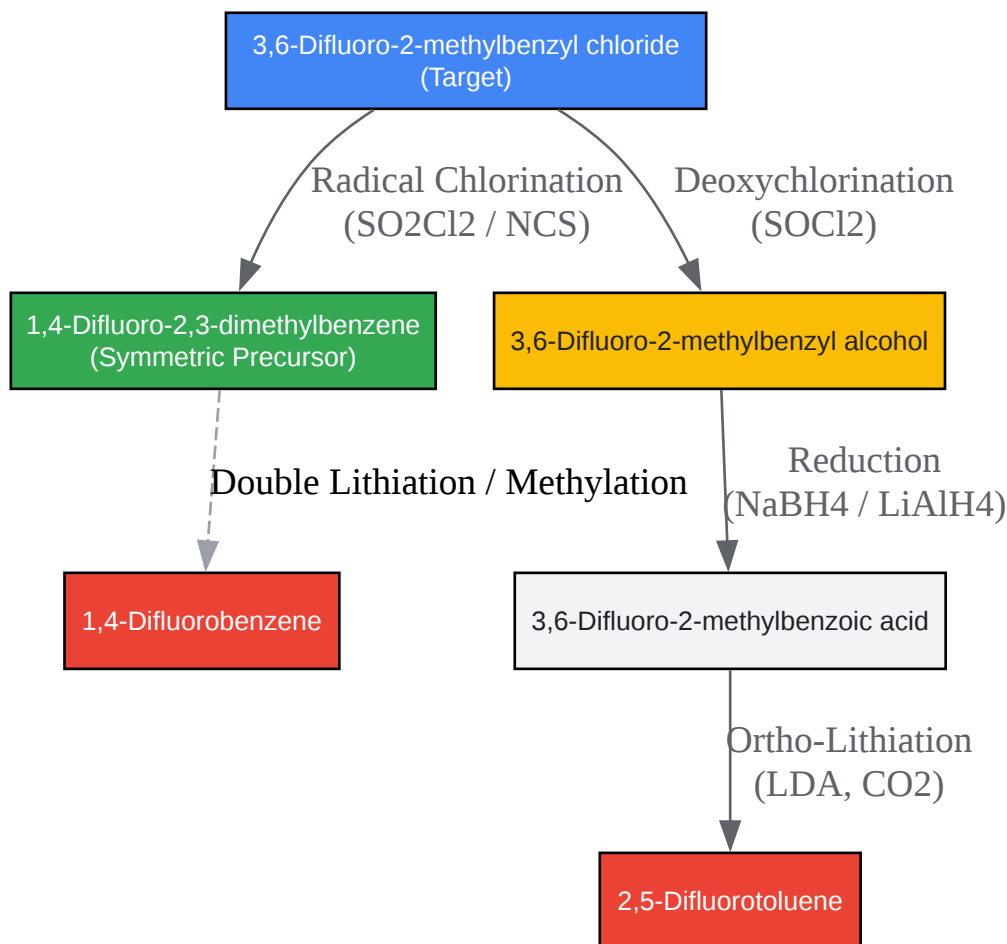 3,6-Difluoro-2-methylbenzyl chloride
(Target)
Radical Chlorination
(SO2Cl2 / NCS)
Deoxychlorination
(SOCl2)
1,4-Difluoro-2,3-dimethylbenzene
(Symmetric Precursor)
3,6-Difluoro-2-methylbenzyl alcohol
Double Lithiation / Methylation
Reduction
(NaBH4 / LiAlH4)
1,4-Difluorobenzene
3,6-Difluoro-2-methylbenzoic acid
Ortho-Lithiation
(LDA, CO2)
2,5-Difluorotoluene